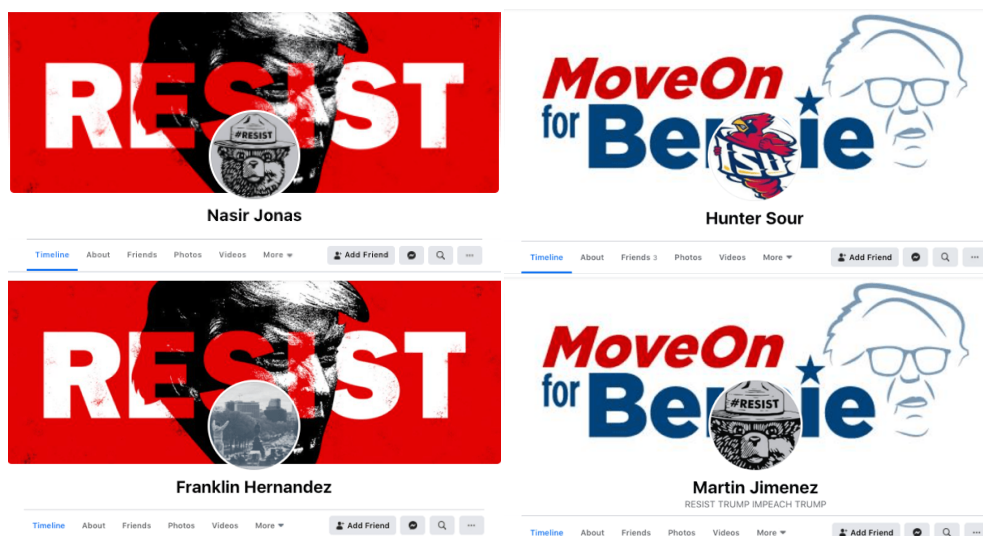 RESIST
#RESIST
Nasir Jonas
Timeline About Friends Photos Videos More Add Friend
MoveOn
for Bernie
ISU
Hunter Sour
Timeline About Friends 3 Photos Videos More Add Friend
RESIST
Franklin Hernandez
Timeline About Friends Photos Videos More Add Friend
MoveOn
for Bernie
#RESIST
Martin Jimenez
RESIST TRUMP IMPEACH TRUMP
Timeline About Friends Photos Videos More Add Friend